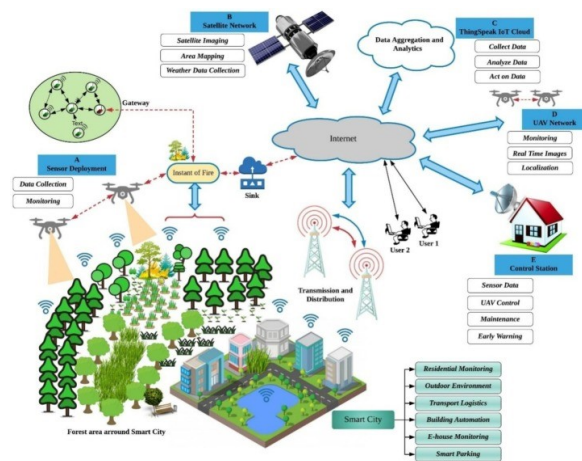 B
Satellite Network
Satellite Imaging
Area Mapping
Weather Data Collection
Data Aggregation and
Analytics
C
ThingSpeak IoT Cloud
Collect Data
Analyze Data
Act on Data
Gateway
Text
A
Sensor Deployment
Data Collection
Monitoring
Instant of Fire
Sink
Internet
D
UAV Network
Monitoring
Real Time Images
Localization
User 2
User 1
Transmission and
Distribution
E
Control Station
Sensor Data
UAV Control
Maintenance
Early Warning
Forest area arround Smart City
Smart City
Residential Monitoring
Outdoor Environment
Transport Logistics
Building Automation
E-house Monitoring
Smart Parking